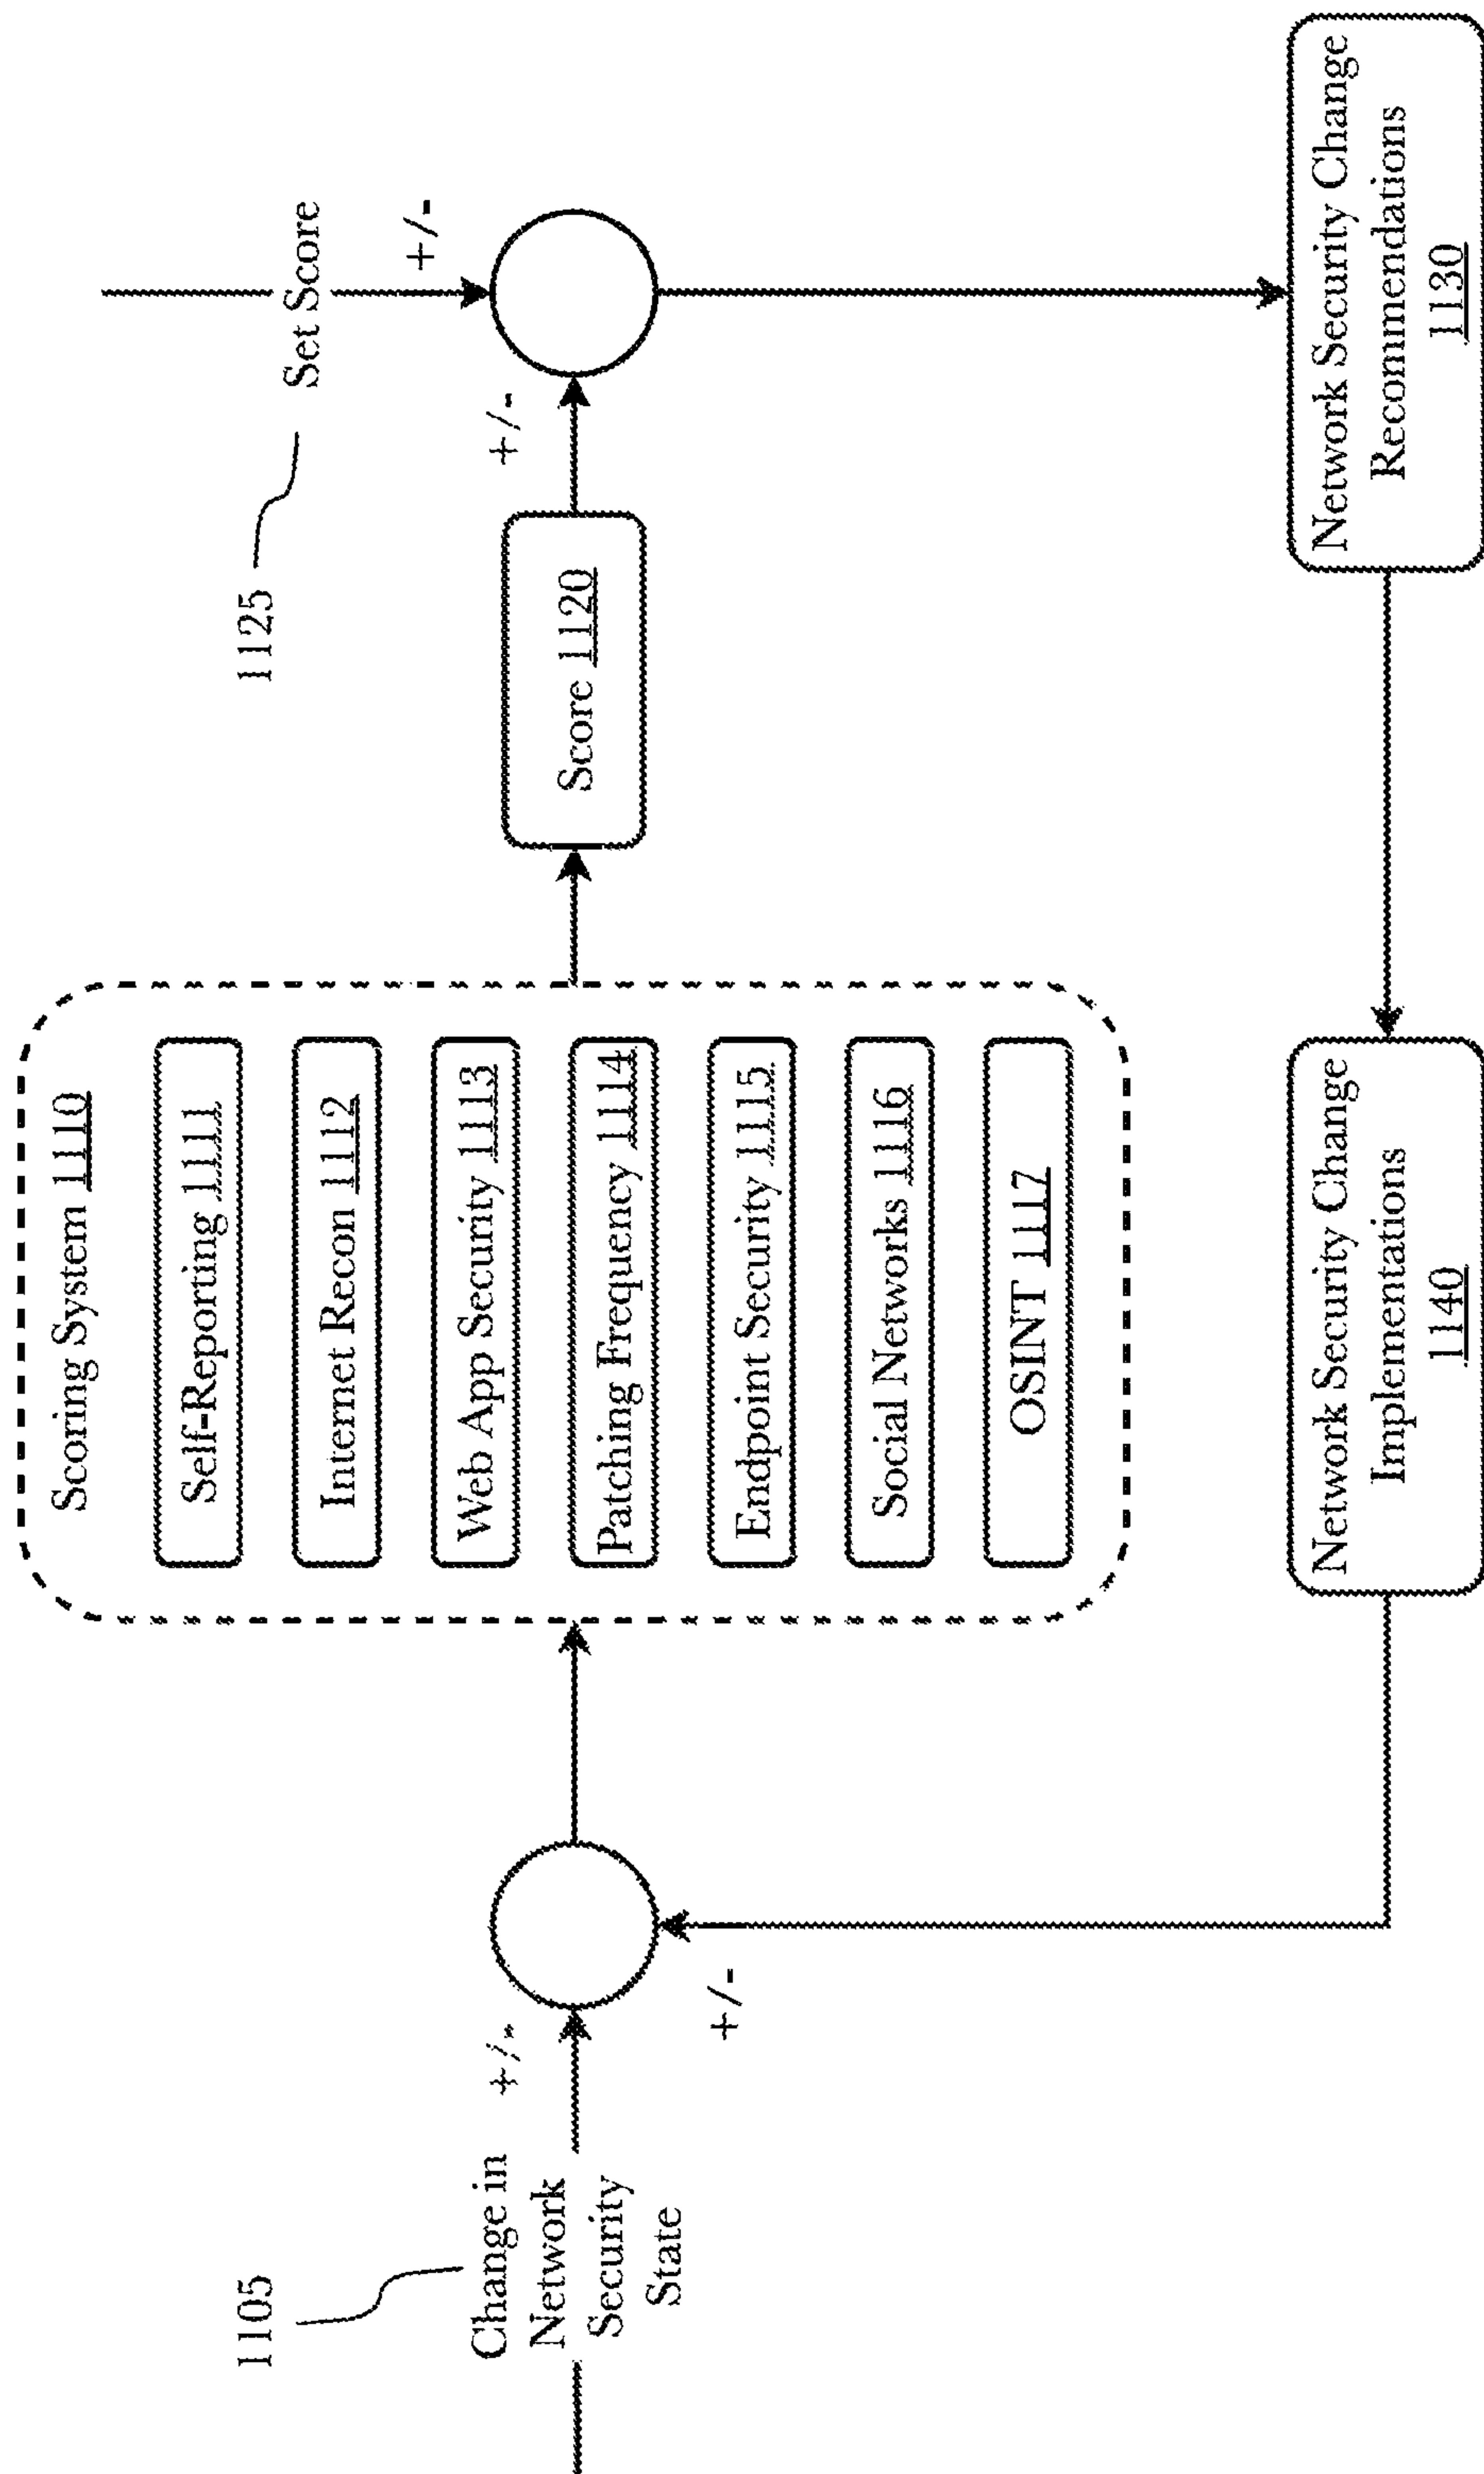 1105
Change in
Network
Security
State
+/-
+/-
Scoring System 1110
Self-Reporting 1111
Internet Recon 1112
Web App Security 1113
Patching Frequency 1114
Endpoint Security 1115
Social Networks 1116
OSINT 1117
Score 1120
+/-
1125
Set Score
+/-
Network Security Change
Recommendations
1130
Network Security Change
Implementations
1140